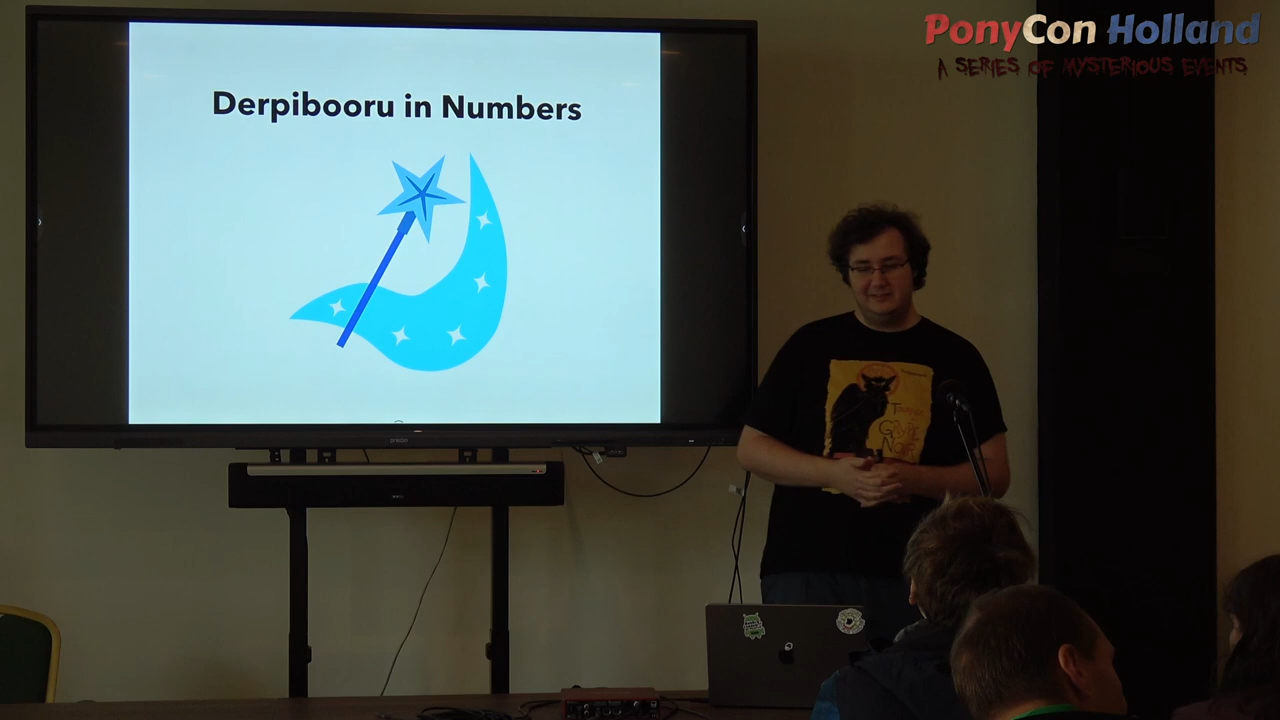 PonyCon Holland
A SERIES OF MYSTERIOUS EVENTS
Derpibooru in Numbers